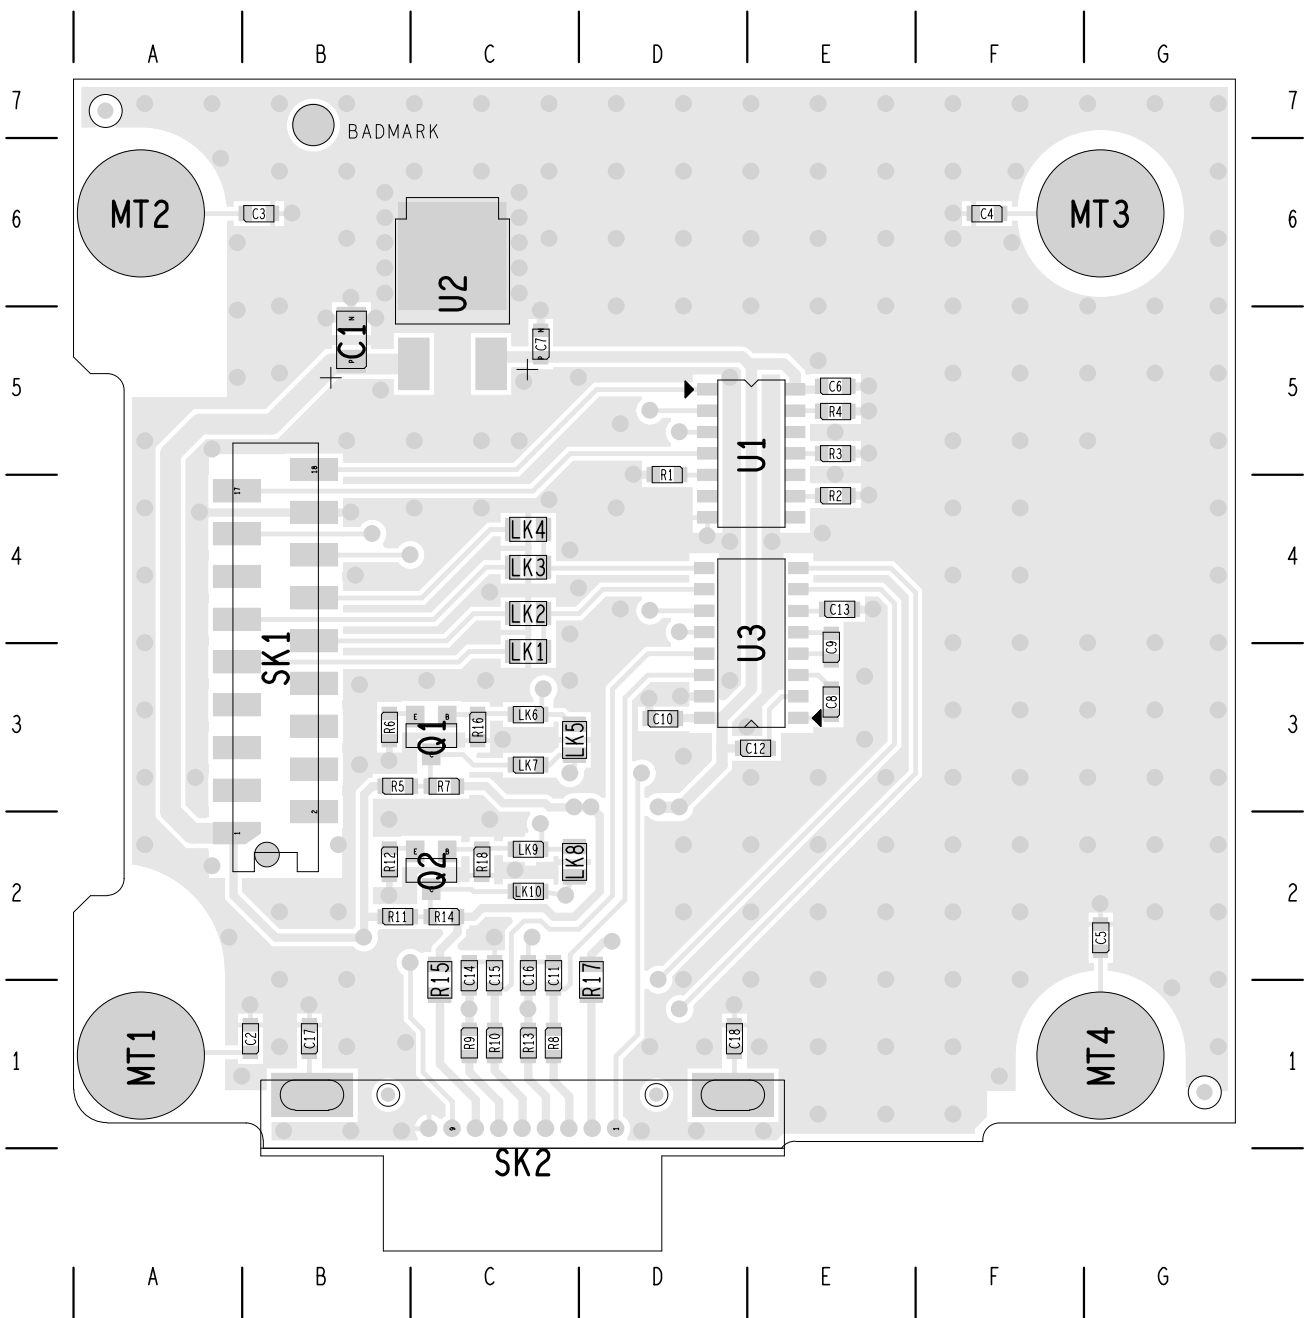 A B C D E F G
7 7
BADMARK
MT2 C3 C4 MT3
6 6
U2
N
C1
P
N
C7
P
5 C6 5
R4
U1
R3
18
R1
17
R2
LK4
4 4
LK3
C13
LK2
SK1 U3 C9
LK1
C8
E B
R6 Q1 R16 LK6 C10
C
3 LK5 3
C12
LK7
R5 R7
2
1
E B
R12 Q2 R18 LK9 LK8
C
LK10
2 2
R11 R14
C5
R15 C14 C15 C16 C11 R17
MT1 C2 C17 R9 R10 R13 R8 C18 MT4
1 1
9 1
SK2
A B C D E F G